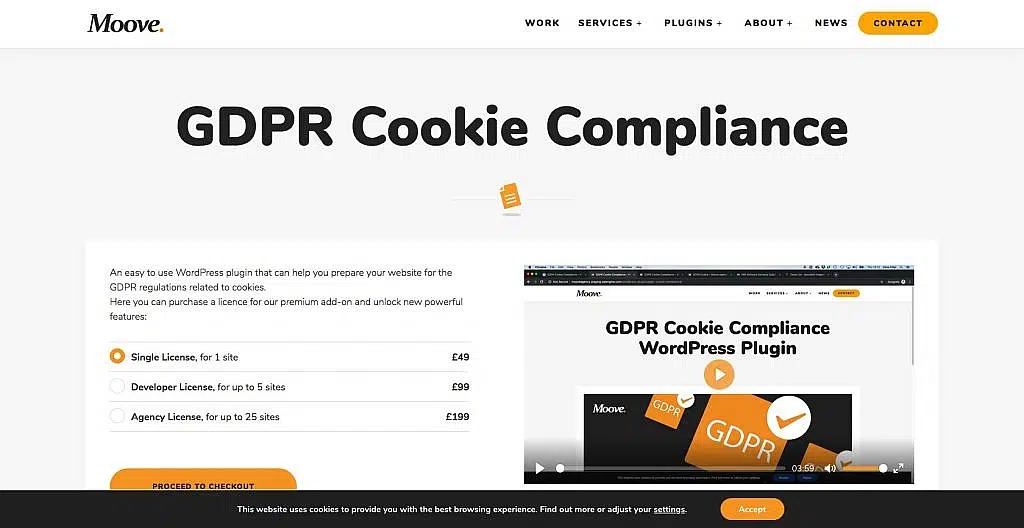 Moove.
WORK SERVICES + PLUGINS + ABOUT + NEWS CONTACT
GDPR Cookie Compliance
An easy to use WordPress plugin that can help you prepare your website for the
GDPR regulations related to cookies.
Here you can purchase a licence for our premium add-on and unlock new powerful
features:
Single License, for 1 site £49
Developer License, for up to 5 sites £99
Agency License, for up to 25 sites £199
PROCEED TO CHECKOUT
Moove.
WORK SERVICES + ABOUT + NEWS CONTACT
GDPR Cookie Compliance
WordPress Plugin
Moove.
GDPR
GDPR
GDPR
03:59
This website uses cookies to provide you with the best browsing experience. Find out more or adjust your settings.
Accept